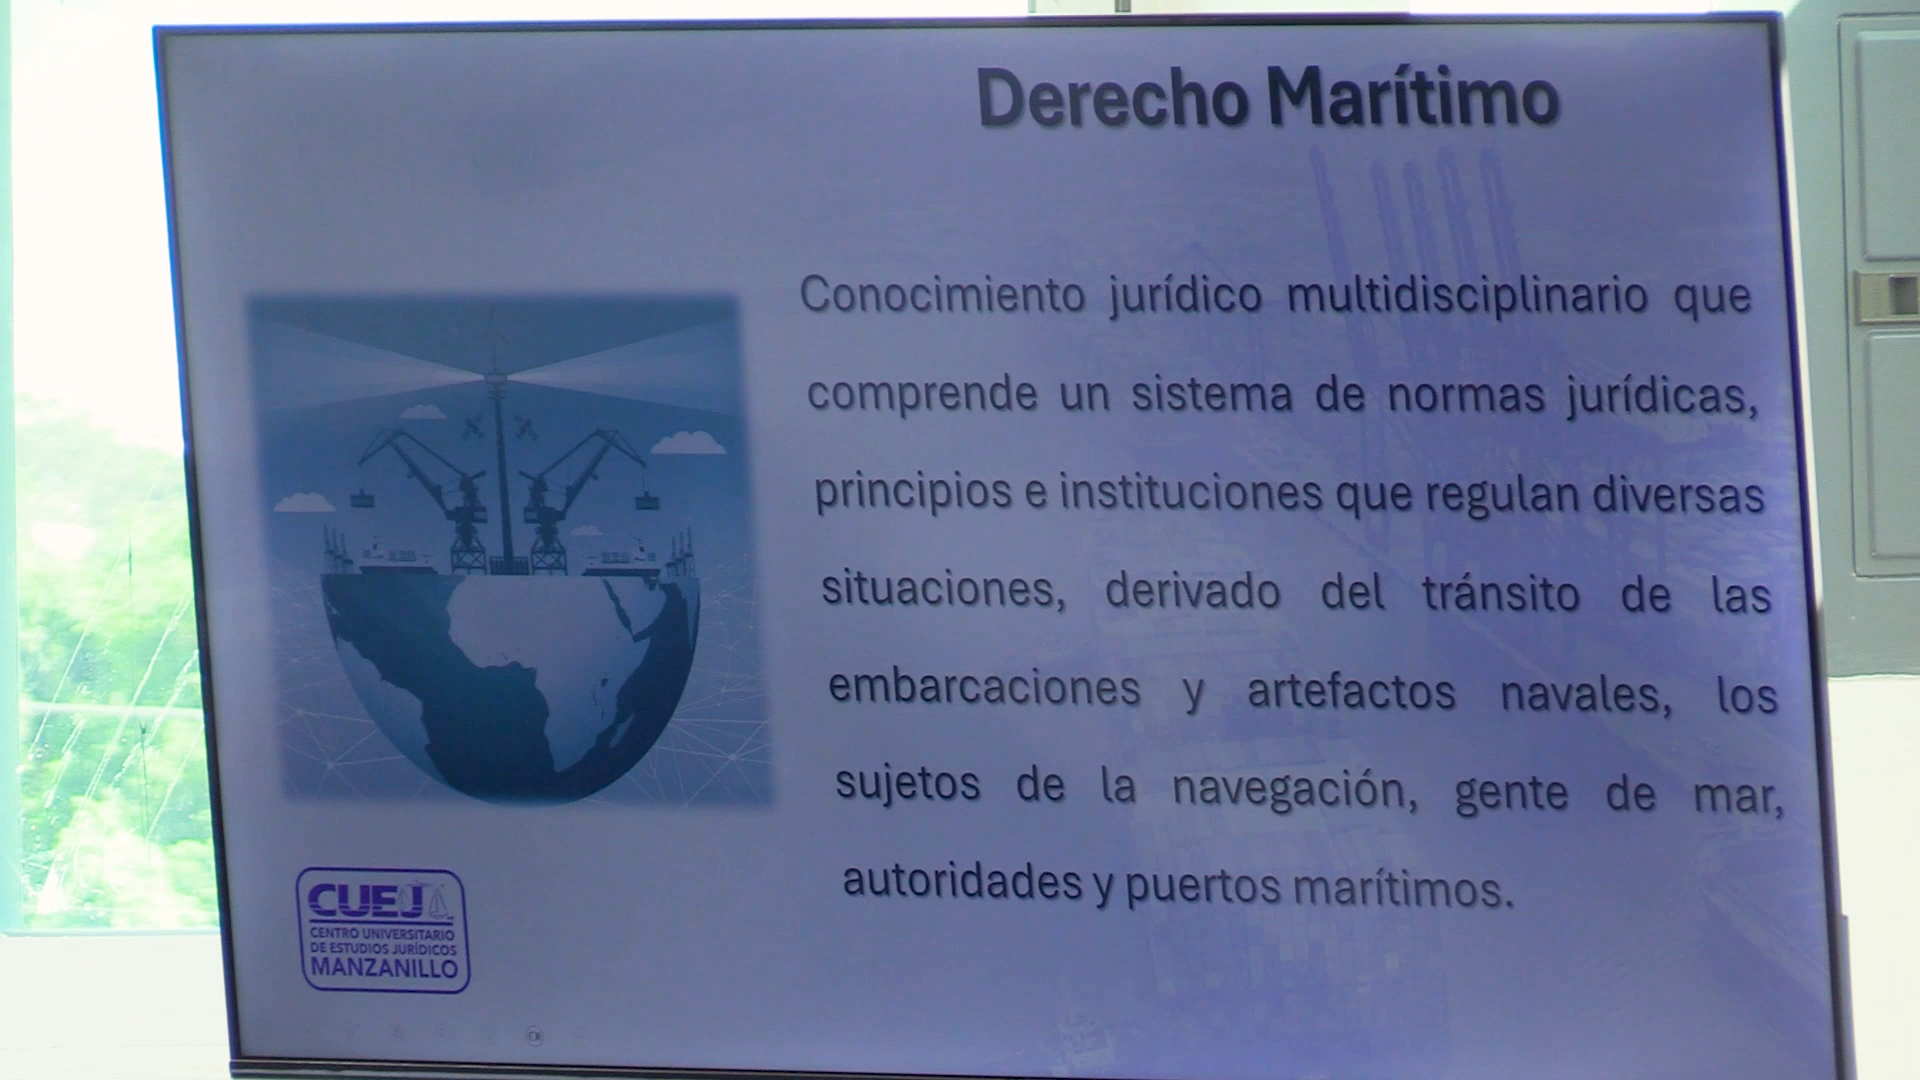 Derecho Marítimo
Conocimiento jurídico multidisciplinario que
comprende un sistema de normas jurídicas,
principios e instituciones que regulan diversas
situaciones, derivado del tránsito de las
embarcaciones y artefactos navales, los
sujetos de la navegación, gente de mar,
autoridades y puertos marítimos.
CUEJ
CENTRO UNIVERSITARIO
DE ESTUDIOS JURÍDICOS
MANZANILLO